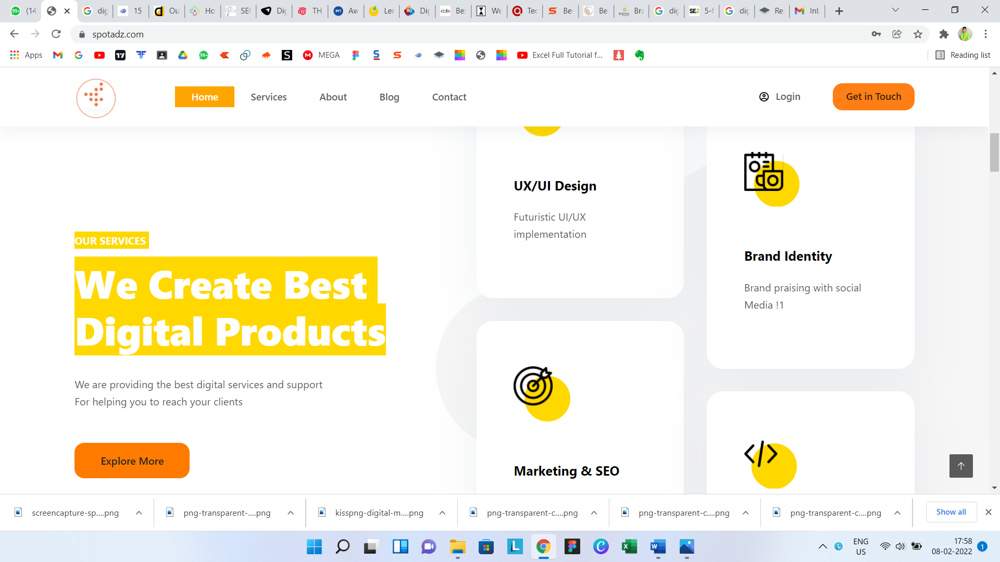 (14
dig
15
Ou
Ho
SEO
Dig
TH
INT.
Aw
Ler
Dig
<bl>
Be
We
Tec
Be
Be
Bra
dig
SEJ
5-f
dig
Re
Inb
spotadz.com
Apps
MEGA
Excel Full Tutorial f...
Reading list
Home
Services
About
Blog
Contact
Login
Get in Touch
UX/UI Design
Futuristic UI/UX
implementation
Brand Identity
Brand praising with social
Media !1
OUR SERVICES
We Create Best
Digital Products
We are providing the best digital services and support
For helping you to reach your clients
Explore More
Marketing & SEO
screencapture-sp....png
png-transparent-....png
kisspng-digital-m....png
png-transparent-c....png
png-transparent-c....png
png-transparent-c....png
Show all
ENG
US
17:58
08-02-2022
1